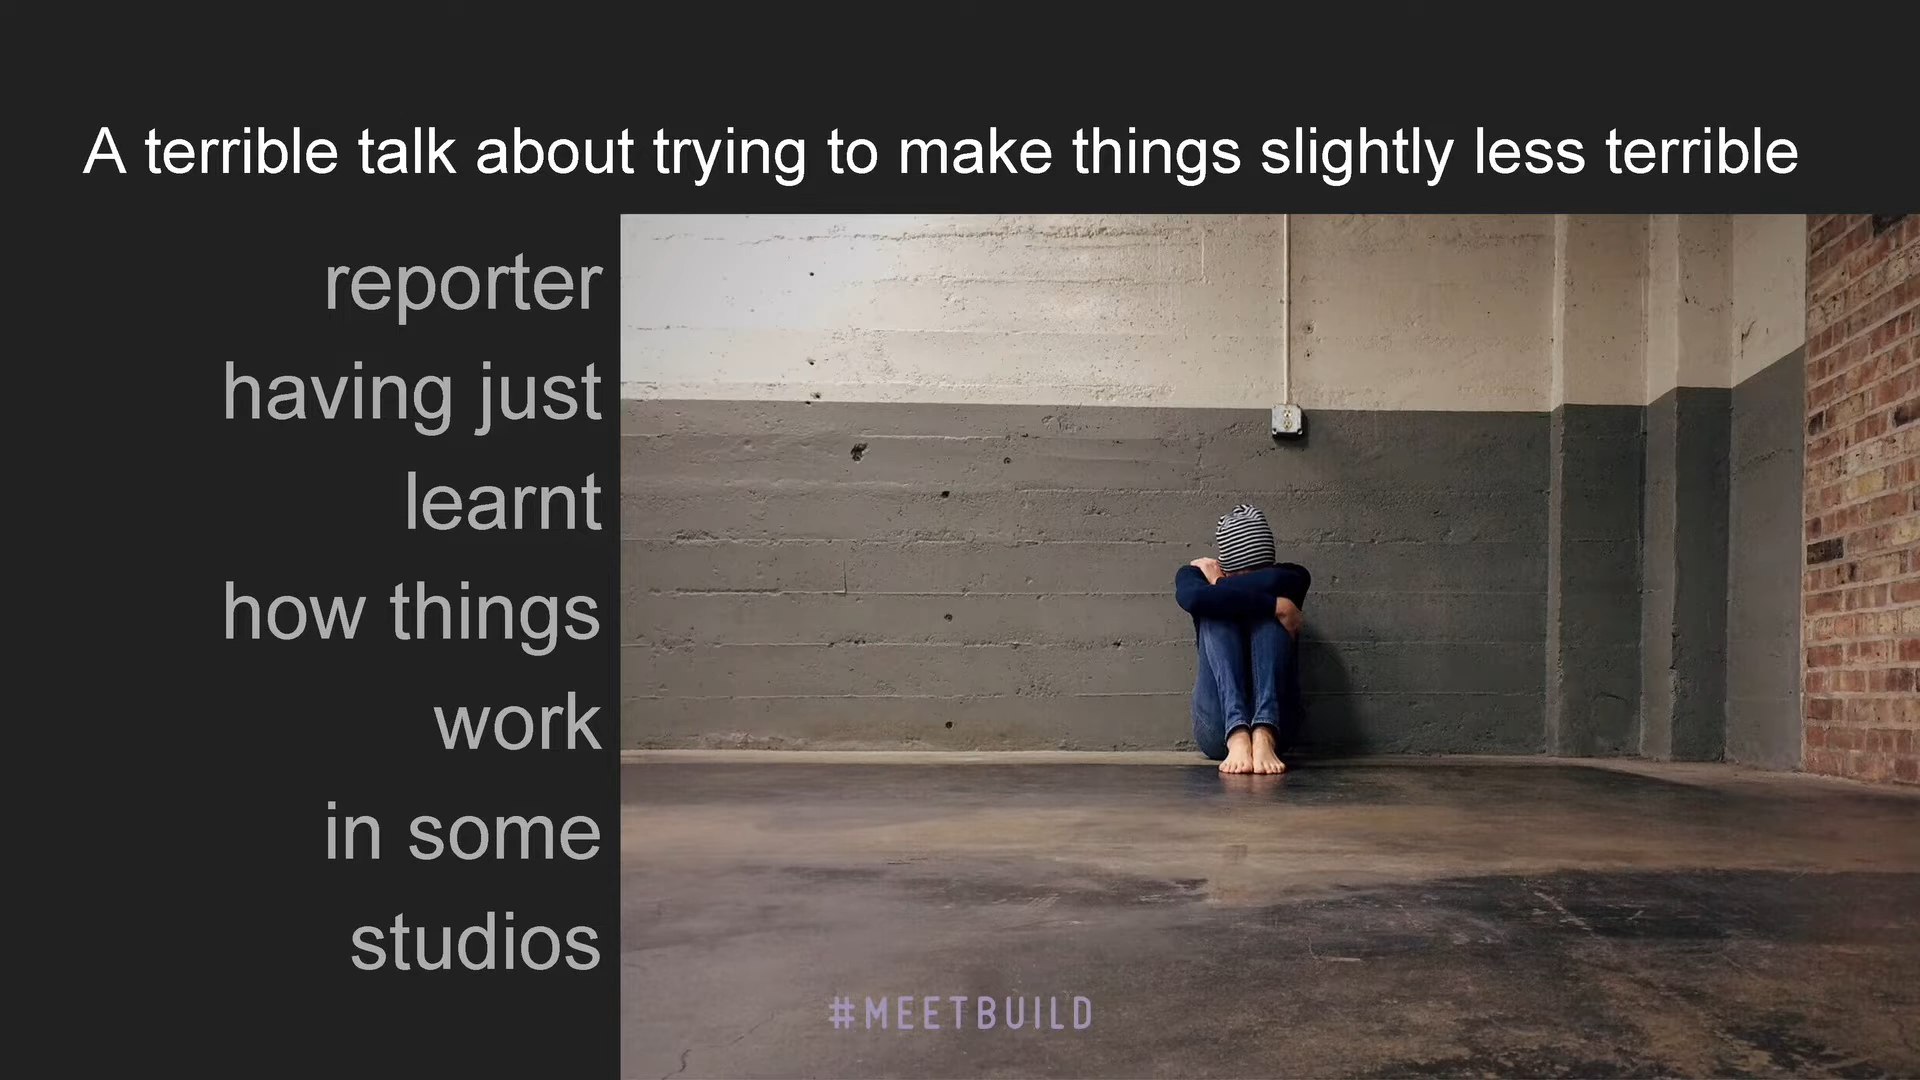 A terrible talk about trying to make things slightly less terrible
reporter
having just
learnt
how things
work
in some
studios
#MEETBUILD